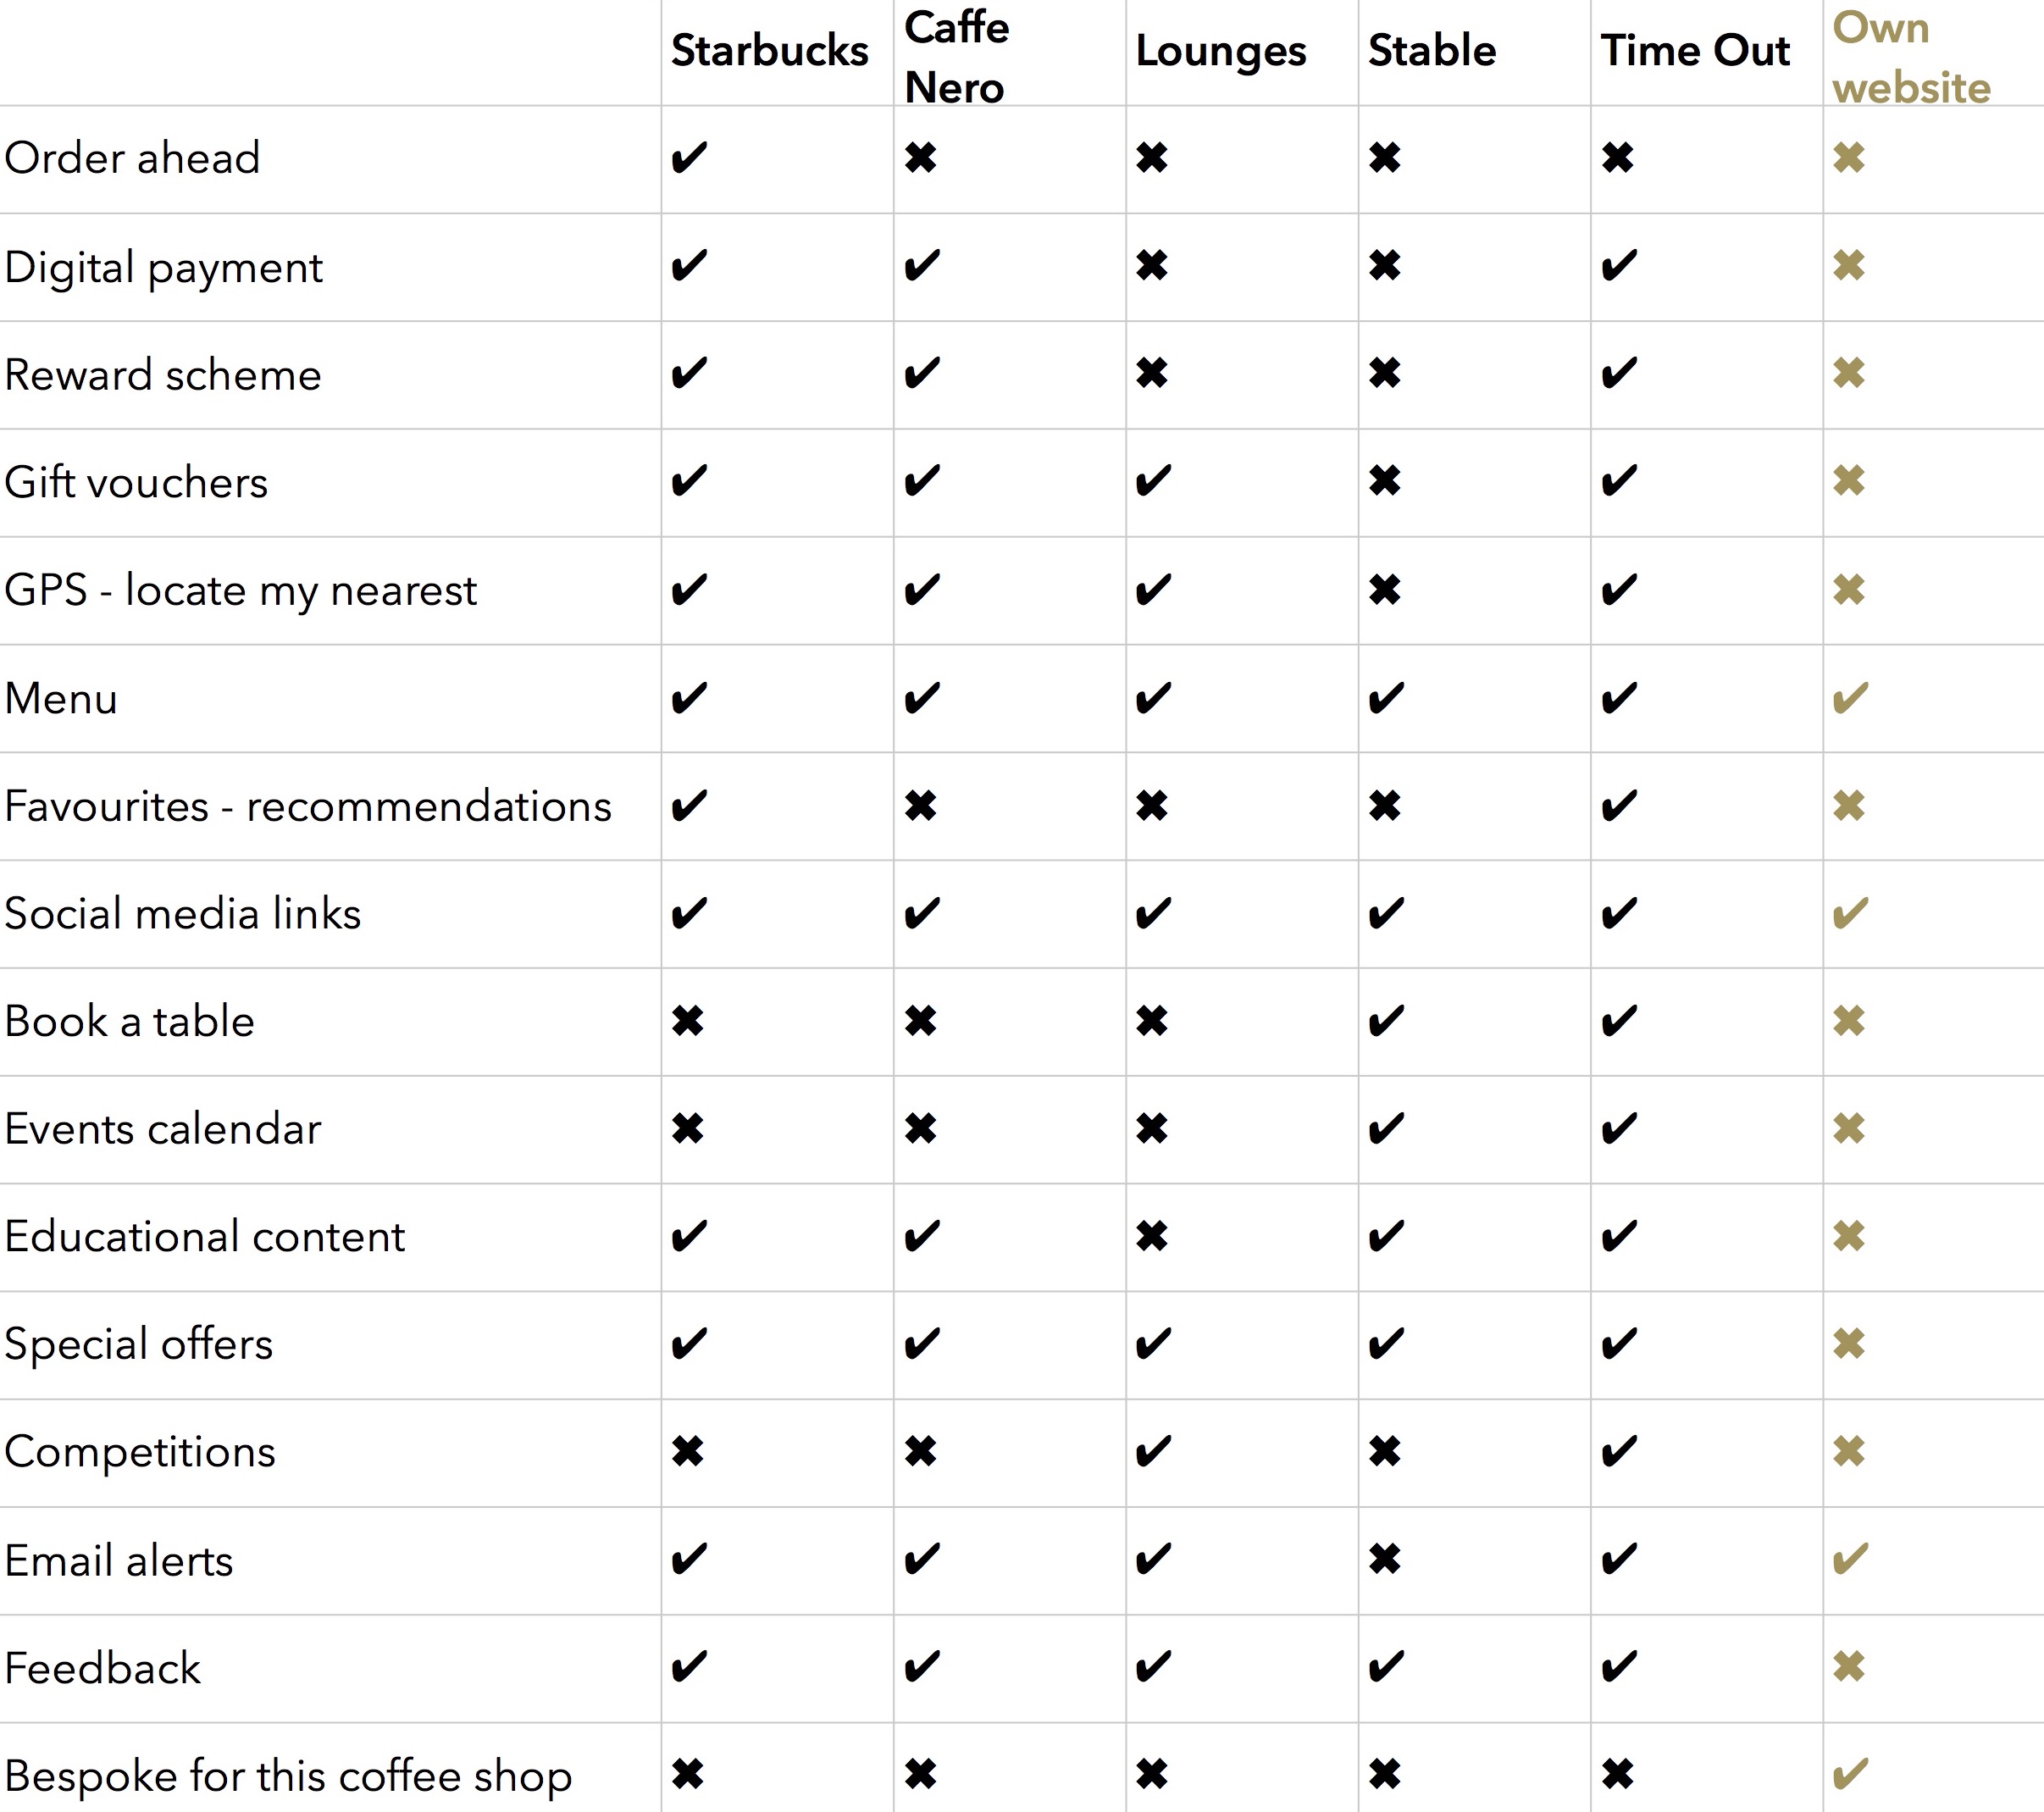 Starbucks Caffe Nero Lounges Stable Time Out Own website
Order ahead ✔ ✖ ✖ ✖ ✖ ✖
Digital payment ✔ ✔ ✖ ✖ ✔ ✖
Reward scheme ✔ ✔ ✖ ✖ ✔ ✖
Gift vouchers ✔ ✔ ✔ ✖ ✔ ✖
GPS - locate my nearest ✔ ✔ ✔ ✖ ✔ ✖
Menu ✔ ✔ ✔ ✔ ✔ ✔
Favourites - recommendations ✔ ✖ ✖ ✖ ✔ ✖
Social media links ✔ ✔ ✔ ✔ ✔ ✔
Book a table ✖ ✖ ✖ ✔ ✔ ✖
Events calendar ✖ ✖ ✖ ✔ ✔ ✖
Educational content ✔ ✔ ✖ ✔ ✔ ✖
Special offers ✔ ✔ ✔ ✔ ✔ ✖
Competitions ✖ ✖ ✔ ✖ ✔ ✖
Email alerts ✔ ✔ ✔ ✖ ✔ ✔
Feedback ✔ ✔ ✔ ✔ ✔ ✖
Bespoke for this coffee shop ✖ ✖ ✖ ✖ ✖ ✔